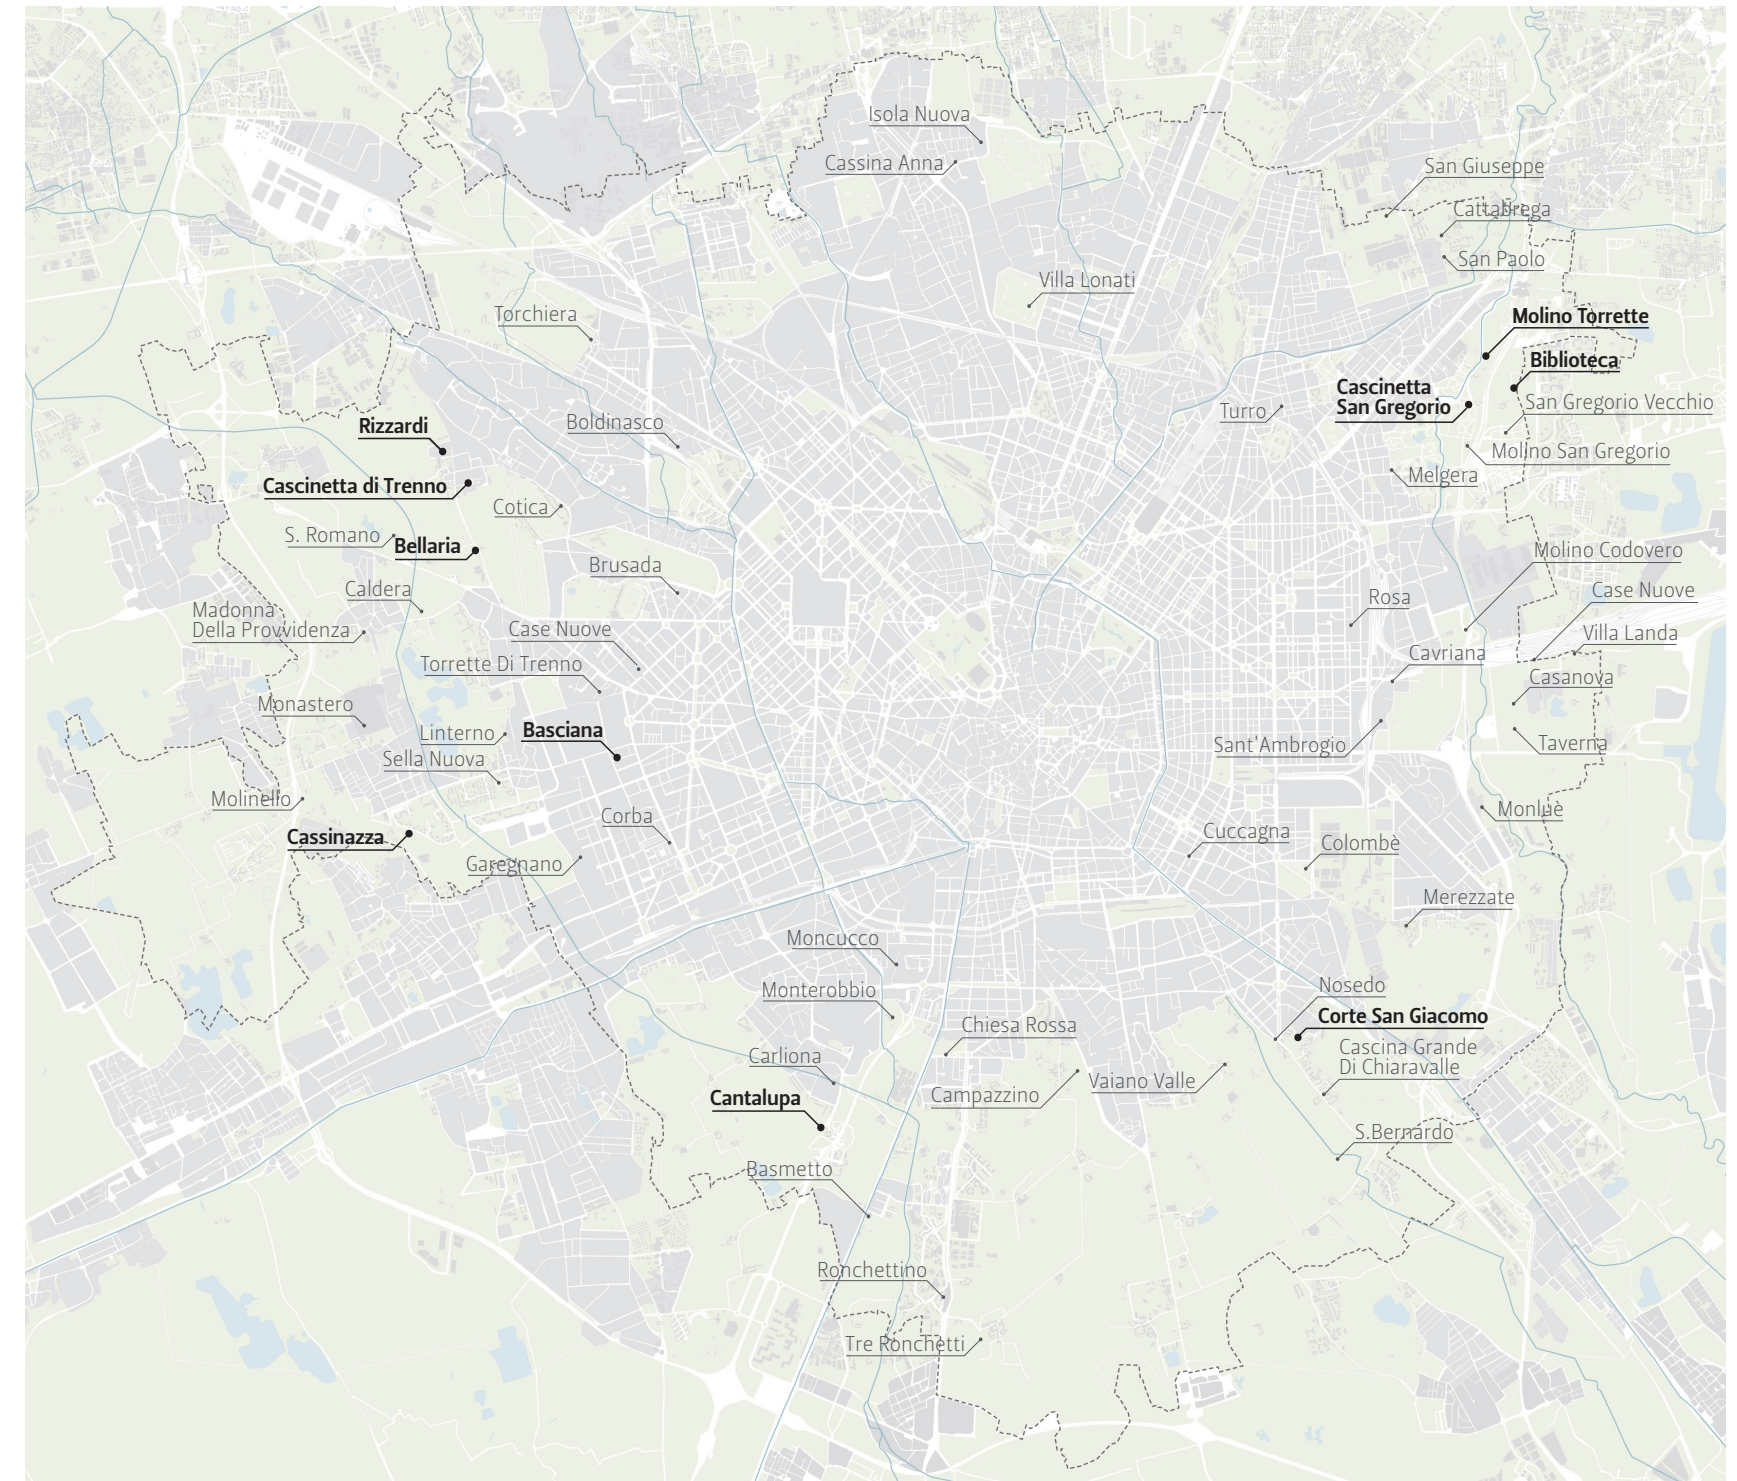 Isola Nuova
Cassina Anna
San Giuseppe
Cattabrega
San Paolo
Villa Lonati
Torchiera
Molino Torrette
Biblioteca
Cascinetta
San Gregorio
San Gregorio Vecchio
Turro
Boldinasco
Rizzardi
Molino San Gregorio
Melgera
Cascinetta di Trenno
Cotica
S. Romano
Bellaria
Molino Codovero
Brusada
Caldera
Case Nuove
Rosa
Madonna
Della Provvidenza
Case Nuove
Villa Landa
Torrette Di Trenno
Cavriana
Casanova
Monastero
Linterno
Basciana
Sant'Ambrogio
Taverna
Sella Nuova
Molinello
Monluè
Corba
Cassinazza
Cuccagna
Colombè
Garegnano
Merezzate
Moncucco
Monterobbio
Nosedo
Corte San Giacomo
Chiesa Rossa
Cascina Grande
Di Chiaravalle
Carliona
Vaiano Valle
Campazzino
Cantalupa
S.Bernardo
Basmetto
Ronchettino
Tre Ronchetti